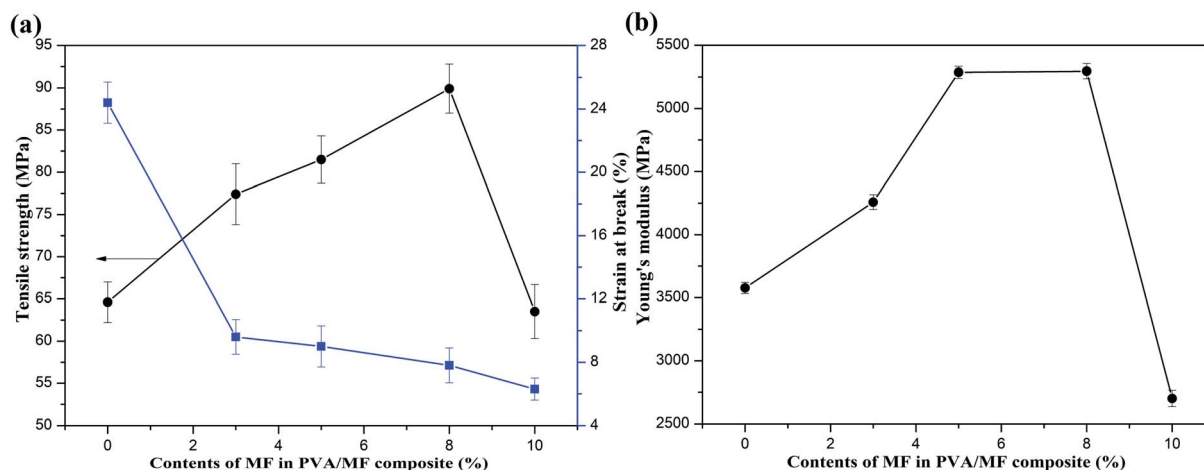 (a)
95
90
85
80
75
70
65
60
55
50
Tensile strength (MPa)
28
24
20
16
12
8
4
Strain at break (%)
0 2 4 6 8 10
Contents of MF in PVA/MF composite (%)
(b)
5500
5000
4500
4000
3500
3000
2500
Young's modulus (MPa)
0 2 4 6 8 10
Contents of MF in PVA/MF composite (%)